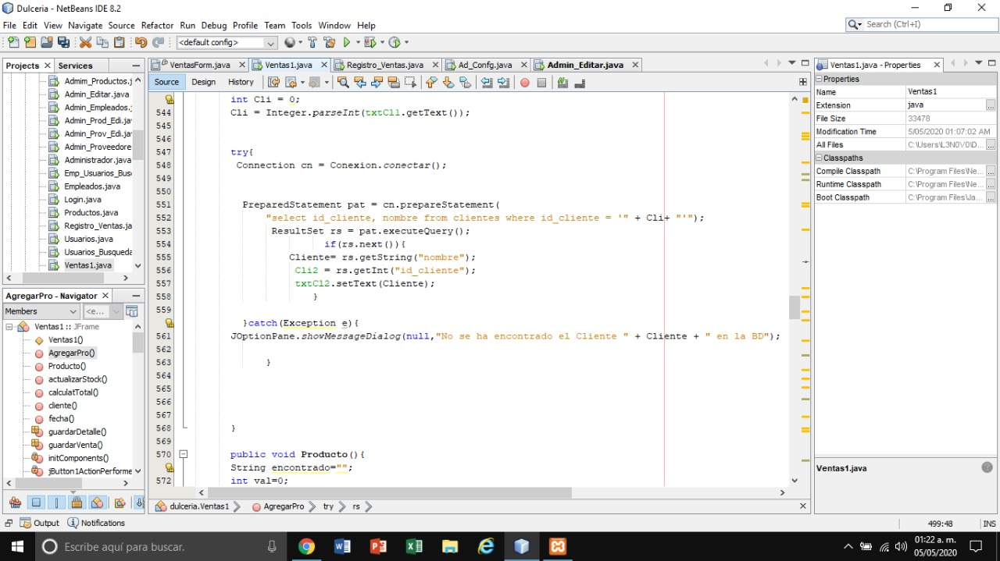 Dulceria - NetBeans IDE 8.2
File Edit View Navigate Source Refactor Run Debug Profile Team Tools Window Help
Search (Ctrl+I)
<default config>
Projects Services
Admin_Productos.j
Admin_Editar.java
Admin_Empleados.j
Admin_Prod_Edi.jav
Admin_Prov_Edi.jav
Admin_Proveedore
Administrador.java
Emp_Usuarios_Bus
Empleados.java
Login.java
Productos.java
Registro_Ventas.jav
Usuarios.java
Usuarios_Busqueda
Ventas1.java
AgregarPro - Navigator
Members <e...
Ventas1 :: JFrame
Ventas1()
AgregarPro()
Producto()
actualizarStock()
calculatTotal()
cliente()
fecha()
guardarDetalle()
guardarVenta()
initComponents()
jButton1ActionPerforme
VentasForm.java Ventas1.java Registro_Ventas.java Ad_Confg.java Admin_Editar.java
Source Design History
int Cli = 0;
544 Cli = Integer.parseInt(txtCl1.getText());
545
546
547 try{
548 Connection cn = Conexion.conectar();
549
550
551 PreparedStatement pat = cn.prepareStatement(
552 "select id_cliente, nombre from clientes where id_cliente = '" + Cli+ "'");
553 ResultSet rs = pat.executeQuery();
554 if(rs.next()){
555 Cliente= rs.getString("nombre");
556 Cli2 = rs.getInt("id_cliente");
557 txtCl2.setText(Cliente);
558 }
559
}catch(Exception e){
561 JOptionPane.showMessageDialog(null,"No se ha encontrado el Cliente " + Cliente + " en la BD");
562
563 }
564
565
566
567
568 }
569
570 public void Producto(){
String encontrado="";
572 int val=0;
dulceria.Ventas1 AgregarPro try rs
Ventas1.java - Properties
Properties
Name Ventas1
Extension java
File Size 33478
Modification Time 5/05/2020 01:07:02 AM
All Files C:\Users\L3N0V0\D...
Classpaths
Compile Classpath C:\Program Files\Ne...
Runtime Classpath C:\Program Files\Ne...
Boot Classpath C:\Program Files\Ja...
Ventas1.java
Output Notifications
499:48 INS
Escribe aquí para buscar.
01:22 a. m.
05/05/2020